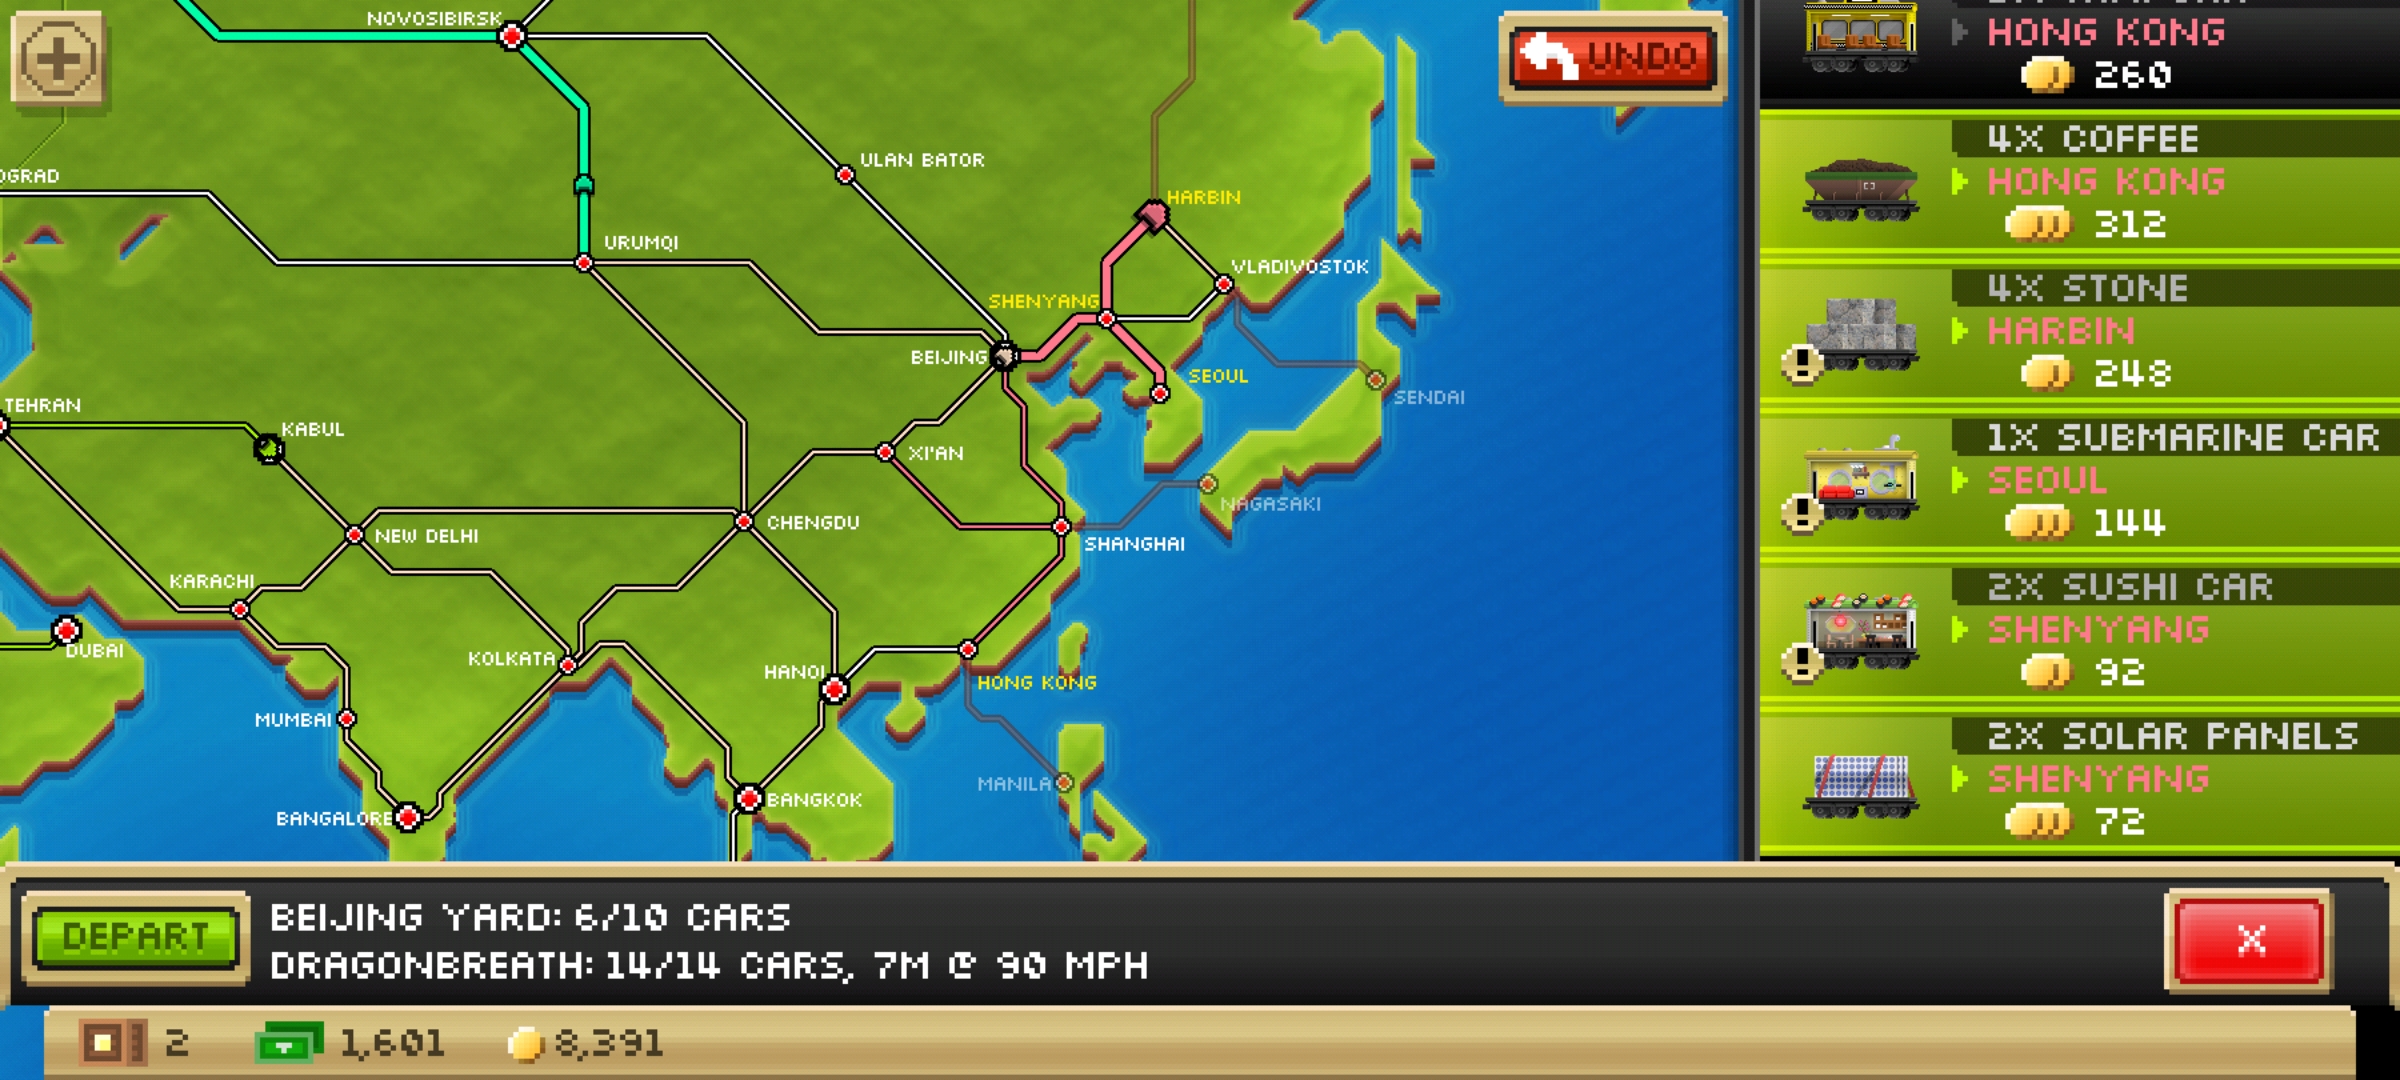 NOVOSIBIRSK
UNDO
HONG KONG
260
4X COFFEE
HONG KONG
312
ULAN BATOR
OGRAD
HARBIN
URUMQI
VLADIVOSTOK
SHENYANG
4X STONE
HARBIN
248
BEIJING
SEOUL
SENDAI
TEHRAN
KABUL
XI'AN
1X SUBMARINE CAR
SEOUL
144
NAGASAKI
CHENGDU
NEW DELHI
SHANGHAI
KARACHI
2X SUSHI CAR
SHENYANG
92
DUBAI
KOLKATA
HANOI
HONG KONG
MUMBAI
2X SOLAR PANELS
SHENYANG
72
MANILA
BANGKOK
BANGALORE
DEPART
BEIJING YARD: 6/10 CARS
DRAGONBREATH: 14/14 CARS, 7M @ 90 MPH
X
2
1,601
8,391